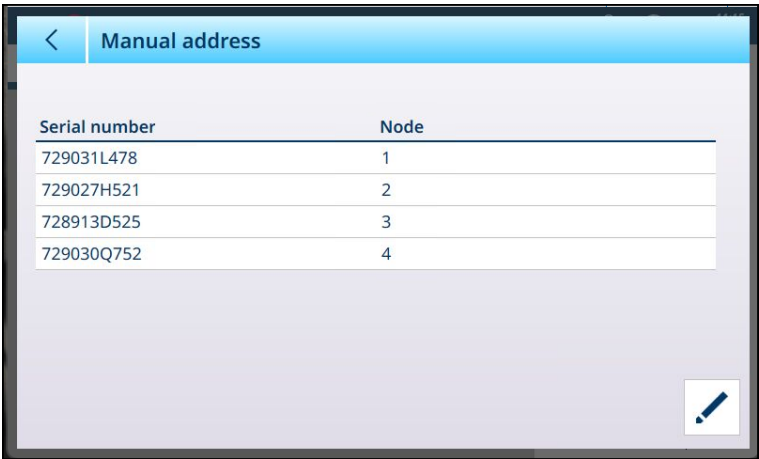 Manual address
Serial number Node
729031L478 1
729027H521 2
728913D525 3
729030Q752 4